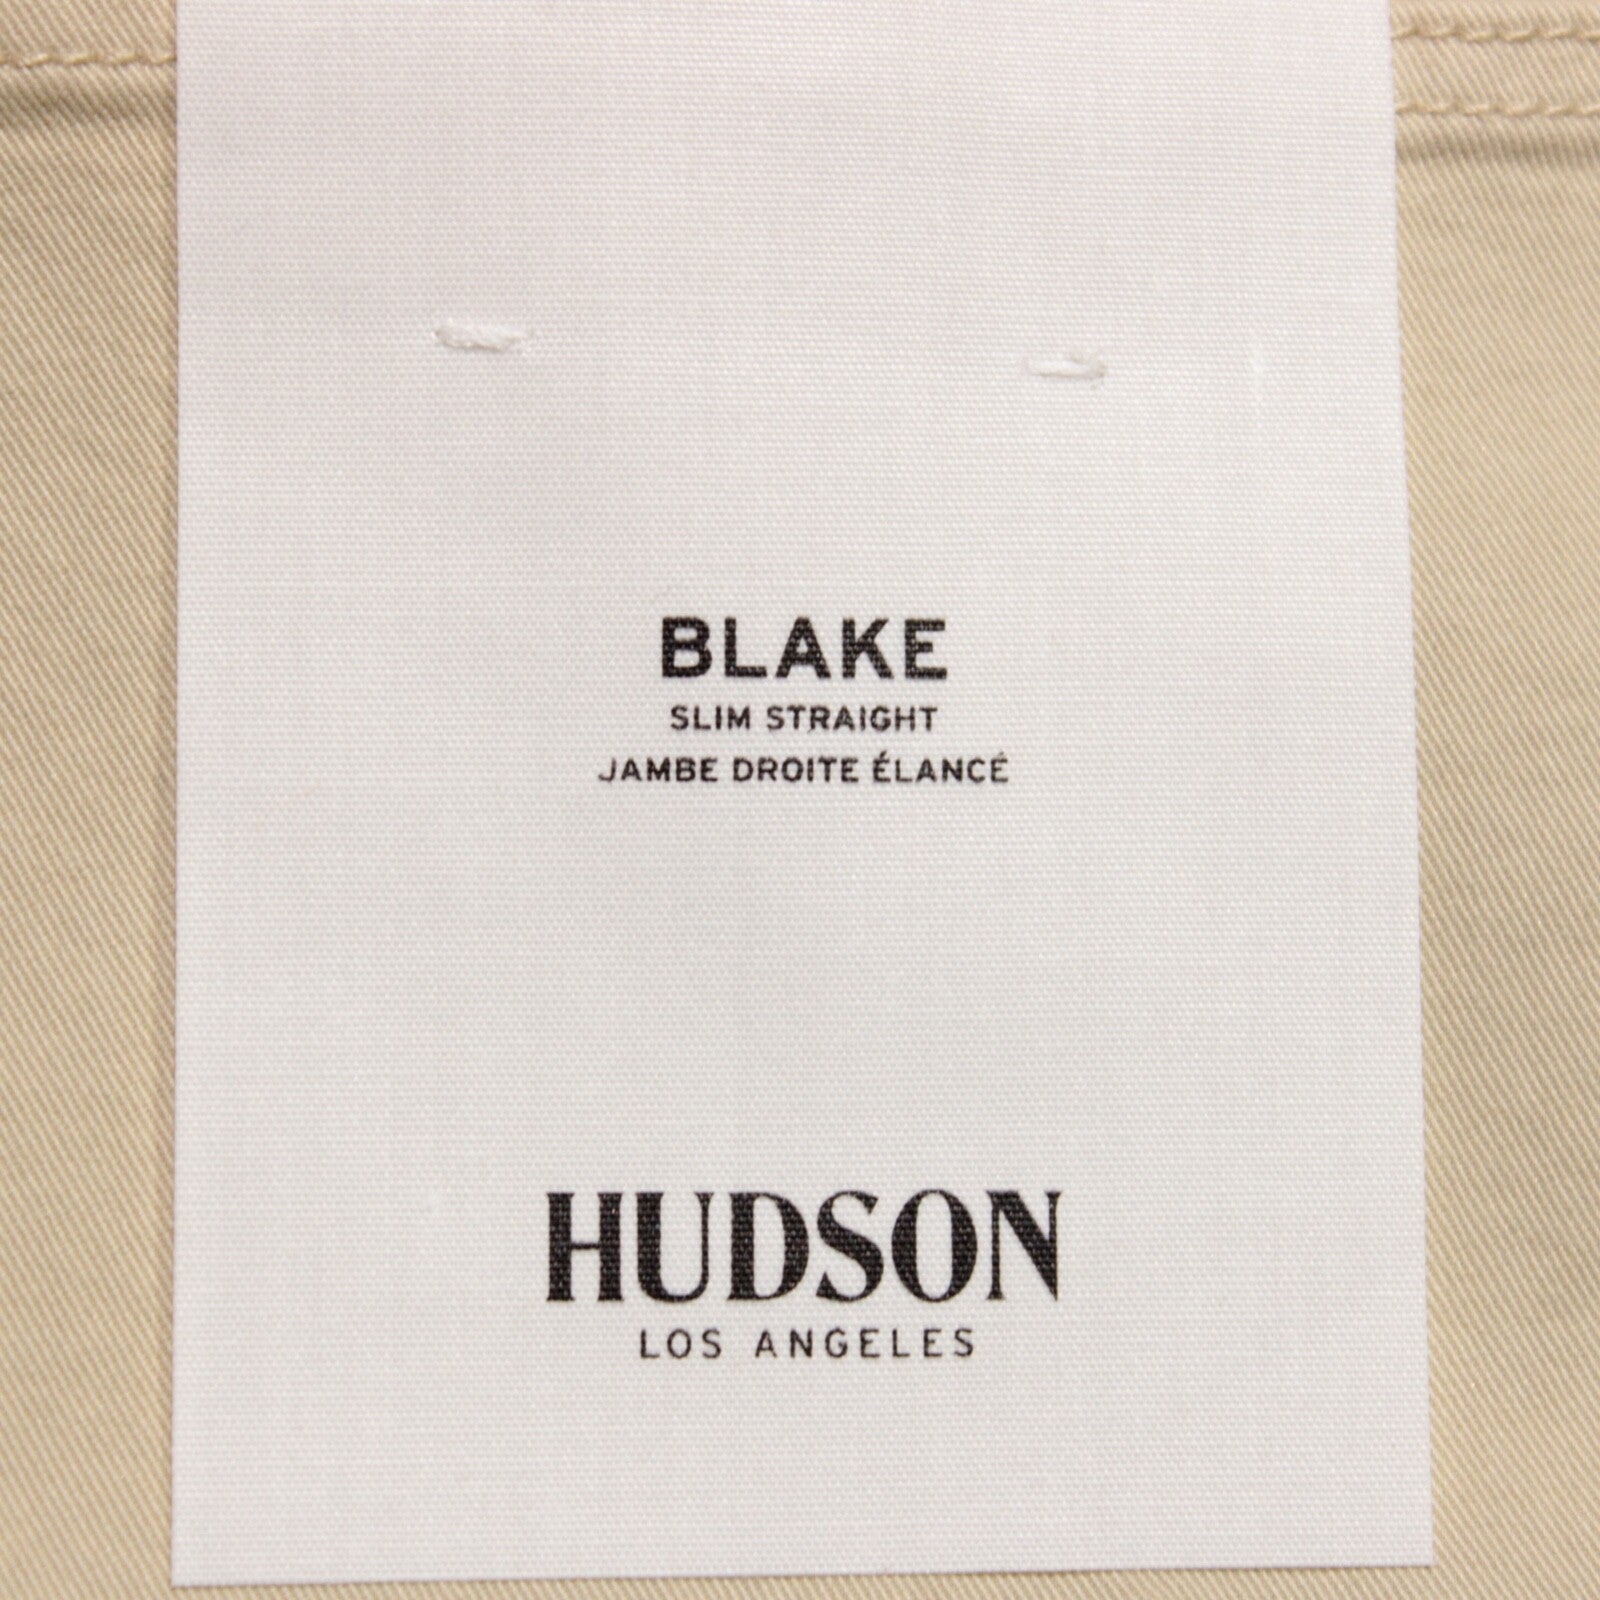 BLAKE
SLIM STRAIGHT
JAMBE DROITE ÉLANCÉ
HUDSON
LOS ANGELES